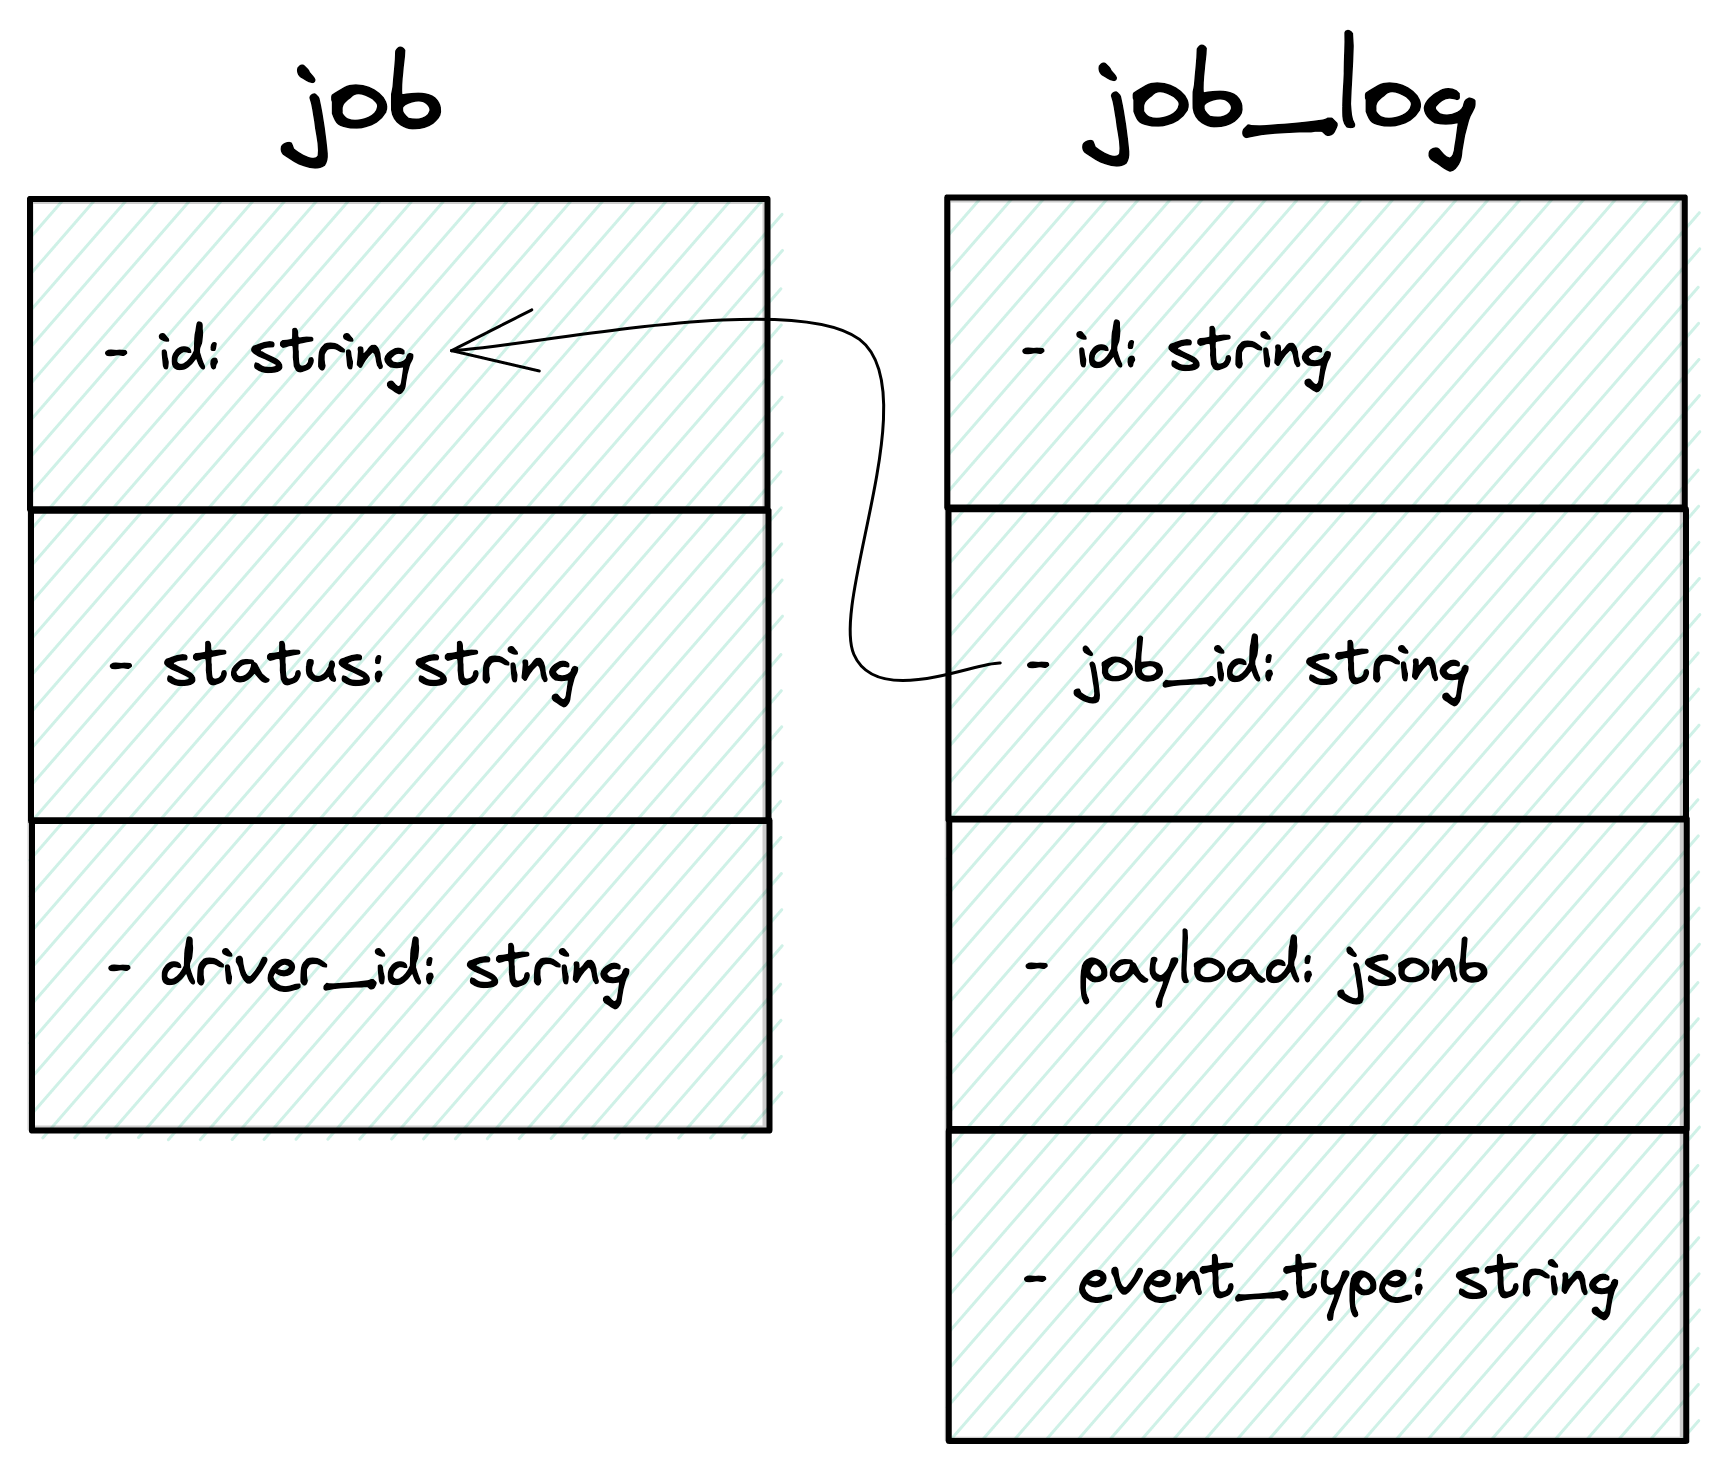 job
- id: string
- status: string
- driver_id: string
job_log
- id: string
- job_id: string
- payload: jsonb
- event_type: string